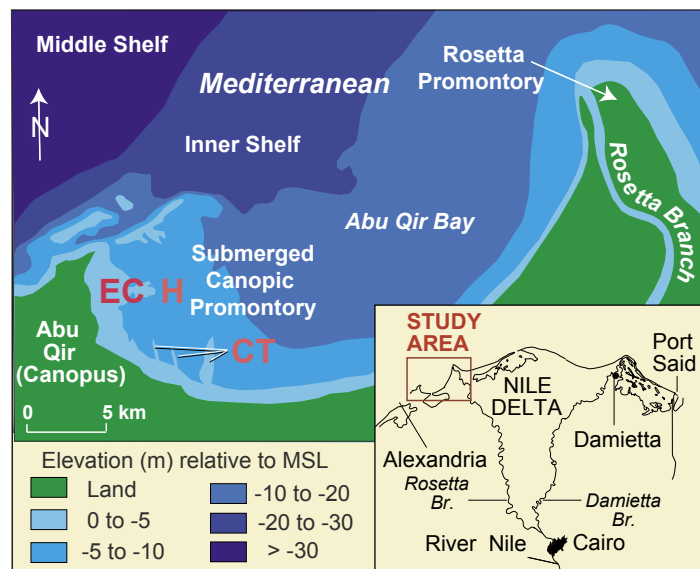 Middle Shelf
Mediterranean
Rosetta
Promontory
N
Inner Shelf
Rosetta Branch
Abu Qir Bay
Submerged
Canopic
Promontory
EC H
CT
Abu
Qir
(Canopus)
0 5 km
STUDY
AREA
Port
Said
NILE
DELTA
Damietta
Alexandria
Rosetta
Br.
Damietta
Br.
River Nile
Cairo
Elevation (m) relative to MSL
Land
0 to -5
-5 to -10
-10 to -20
-20 to -30
> -30